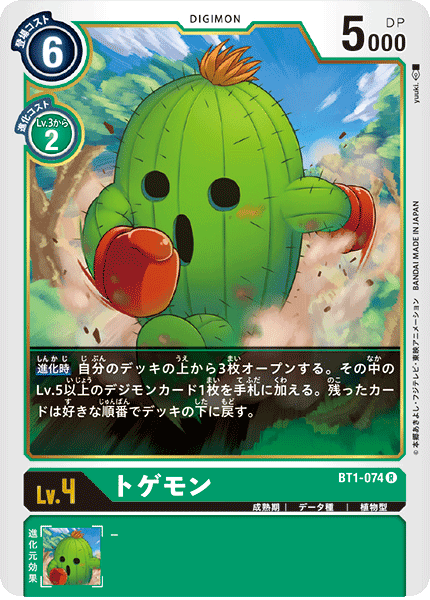 登場コスト
6
DIGIMON
5000
DP
進化コスト
Lv.3から
2
yuuki.
BANDAI MADE IN JAPAN
©本郷あきよし・フジテレビ・東映アニメーション
進化時 自分のデッキの上から3枚オープンする。その中の
Lv.5以上のデジモンカード1枚を手札に加える。残ったカー
ドは好きな順番でデッキの下に戻す。
Lv.4
トゲモン
BT1-074 R
成熟期 | データ種 | 植物型
進化元効果
–